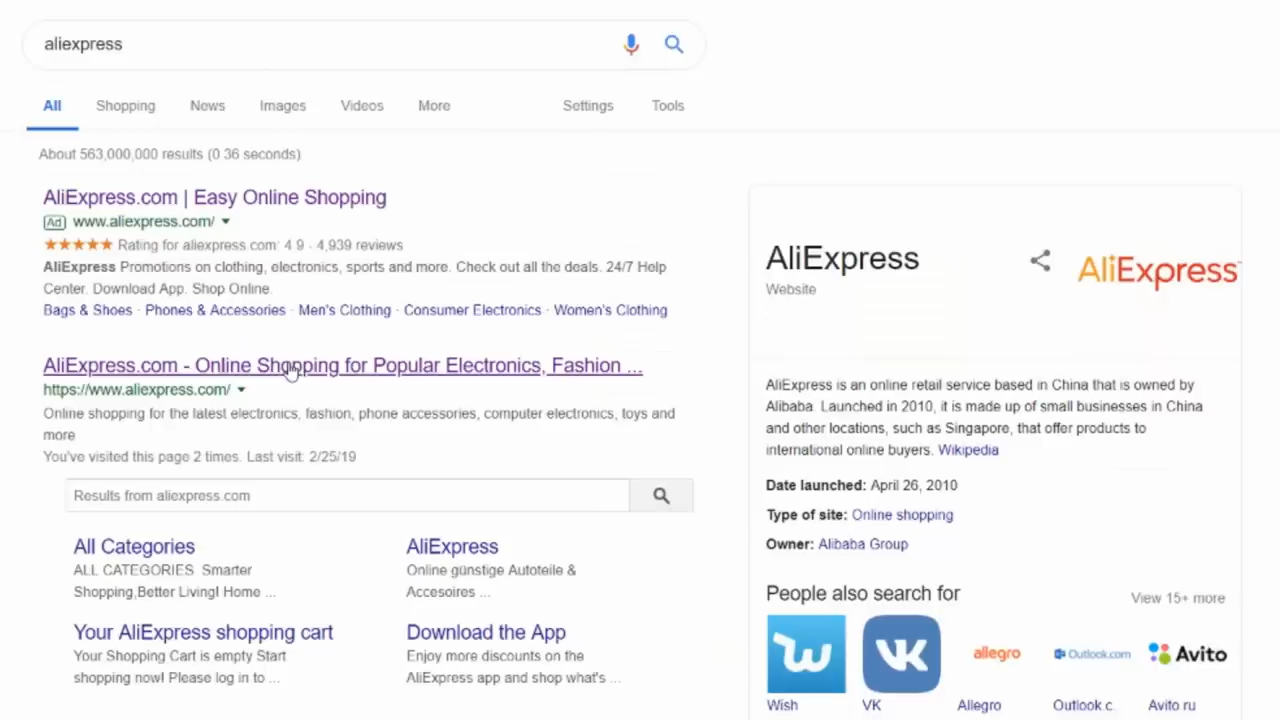 aliexpress
All Shopping News Images Videos More Settings Tools
About 563,000,000 results (0 36 seconds)
AliExpress.com | Easy Online Shopping
Ad www.aliexpress.com/
Rating for aliexpress.com: 4 9 - 4,939 reviews
AliExpress Promotions on clothing, electronics, sports and more. Check out all the deals. 24/7 Help
Center. Download App. Shop Online.
Bags & Shoes · Phones & Accessories · Men's Clothing · Consumer Electronics · Women's Clothing
AliExpress.com - Online Shopping for Popular Electronics, Fashion ...
https://www.aliexpress.com/
Online shopping for the latest electronics, fashion, phone accessories, computer electronics, toys and
more
You've visited this page 2 times. Last visit: 2/25/19
Results from aliexpress.com
All Categories
ALL CATEGORIES Smarter
Shopping,Better Living! Home ...
AliExpress
Online günstige Autoteile &
Accesoires ...
Your AliExpress shopping cart
Your Shopping Cart is empty Start
shopping now! Please log in to ...
Download the App
Enjoy more discounts on the
AliExpress app and shop what's ...
AliExpress
Website
AliExpress
AliExpress is an online retail service based in China that is owned by
Alibaba. Launched in 2010, it is made up of small businesses in China
and other locations, such as Singapore, that offer products to
international online buyers. Wikipedia
Date launched: April 26, 2010
Type of site: Online shopping
Owner: Alibaba Group
People also search for
View 15+ more
allegro Outlook.com Avito
Wish VK Allegro Outlook c. Avito ru